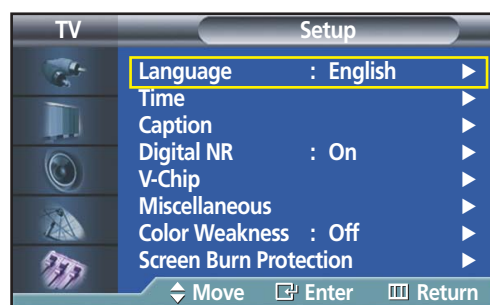 TV Setup
Language : English
Time
Caption
Digital NR : On
V-Chip
Miscellaneous
Color Weakness : Off
Screen Burn Protection
Move Enter Return